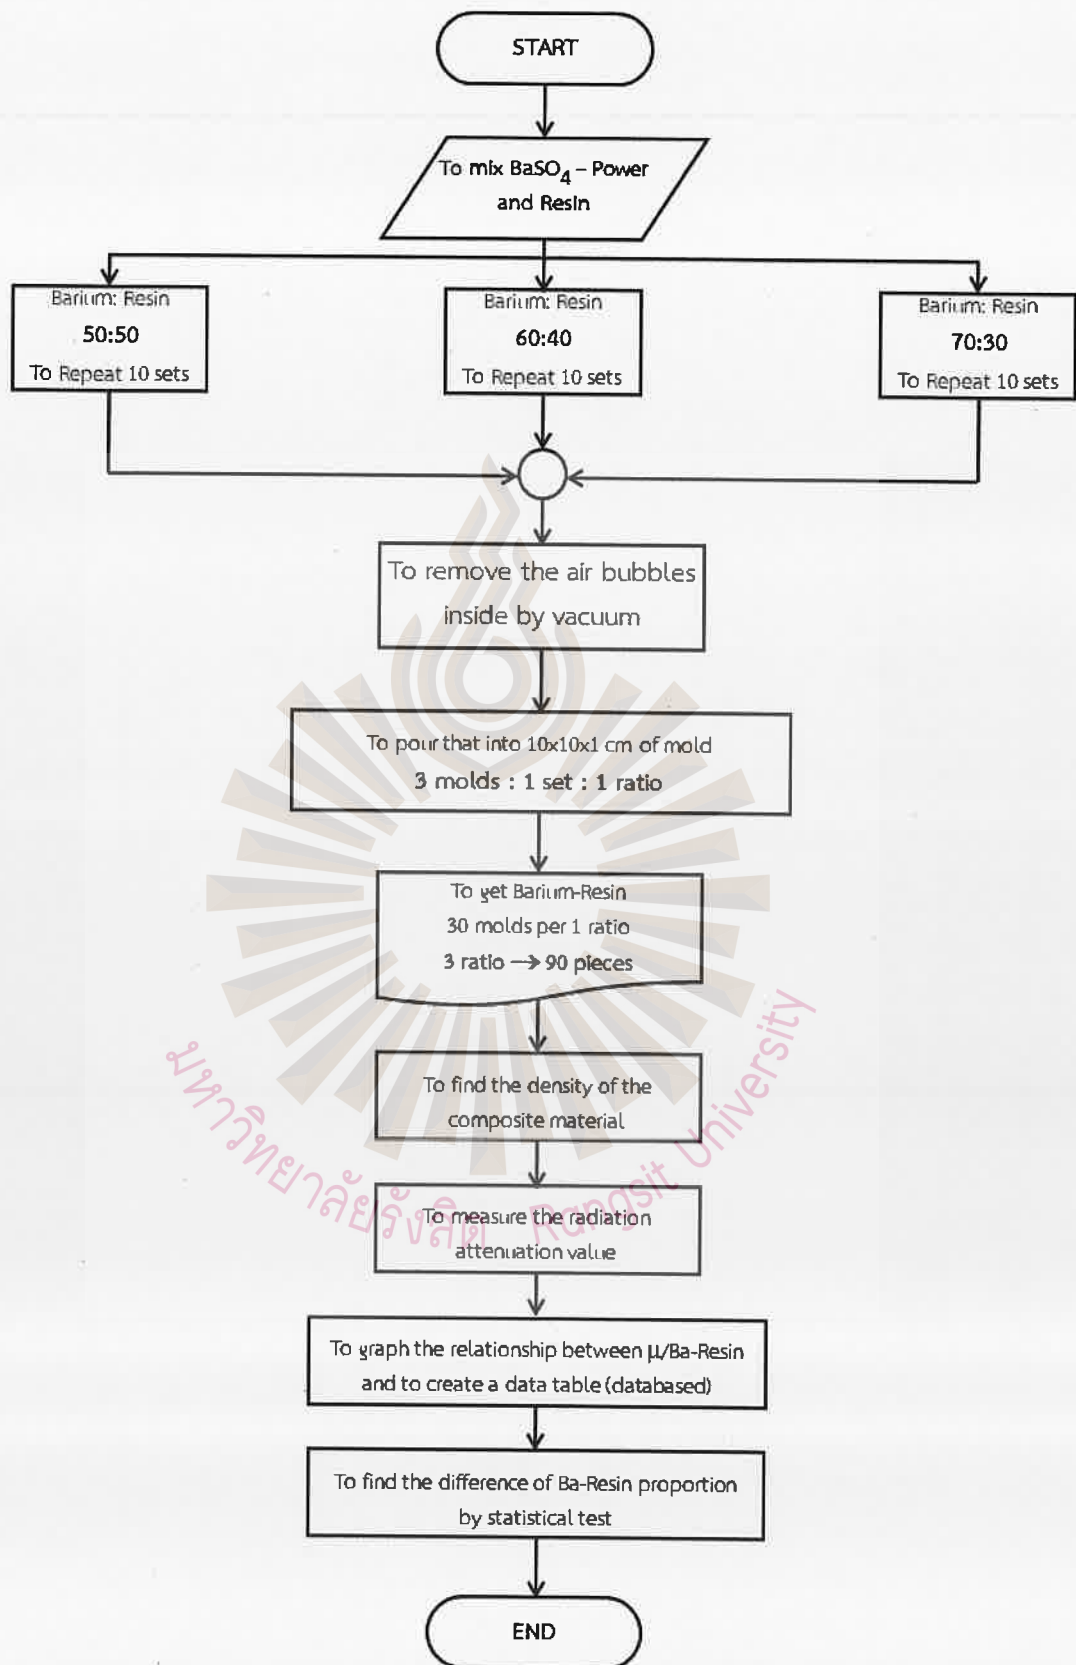 START
To mix BaSO₄ – Power
and Resin
Barium: Resin
50:50
To Repeat 10 sets
Barium: Resin
60:40
To Repeat 10 sets
Barium: Resin
70:30
To Repeat 10 sets
To remove the air bubbles
inside by vacuum
To pour that into 10x10x1 cm of mold
3 molds : 1 set : 1 ratio
To get Barium-Resin
30 molds per 1 ratio
3 ratio → 90 pieces
To find the density of the
composite material
To measure the radiation
attenuation value
To graph the relationship between μ/Ba-Resin
and to create a data table (databased)
To find the difference of Ba-Resin proportion
by statistical test
END
มหาวิทยาลัยรังสิต Rangsit University